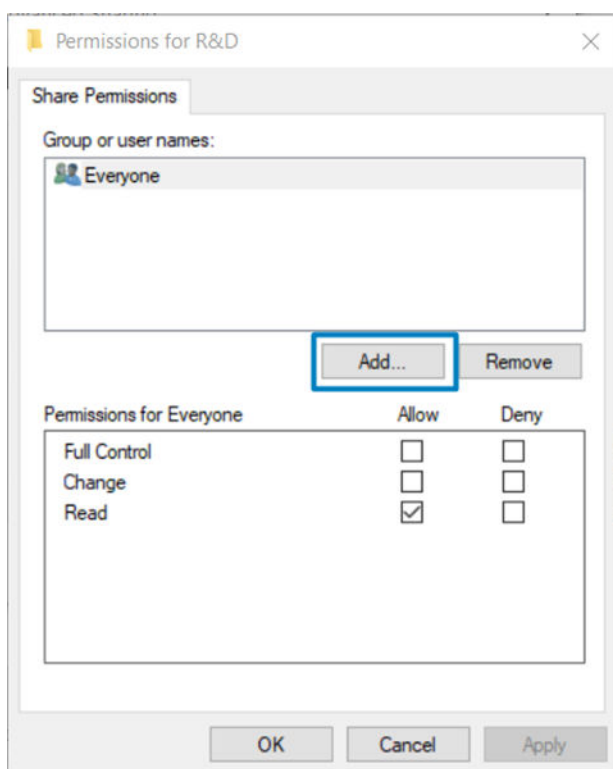 Permissions for R&D
Share Permissions
Group or user names:
Everyone
Add... Remove
Permissions for Everyone Allow Deny
Full Control
Change
Read
OK Cancel Apply